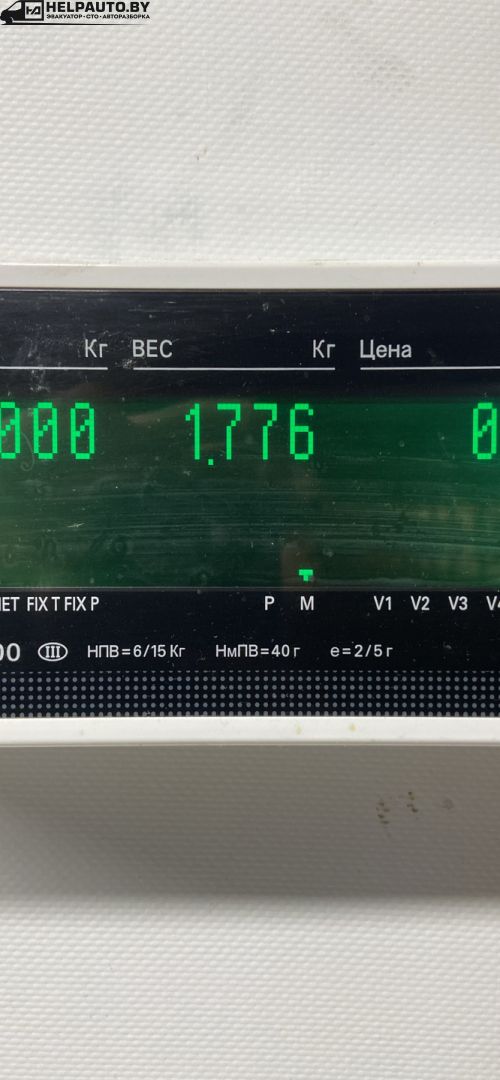 HELPAUTO.BY
ЭВАКУАТОР · СТО · АВТОРАЗБОРКА
Кг ВЕС Кг Цена
000 1.776 0
FIX T FIX P P M V1 V2 V3
III НПВ=6/15 Кг НмПВ=40 г e=2/5 г